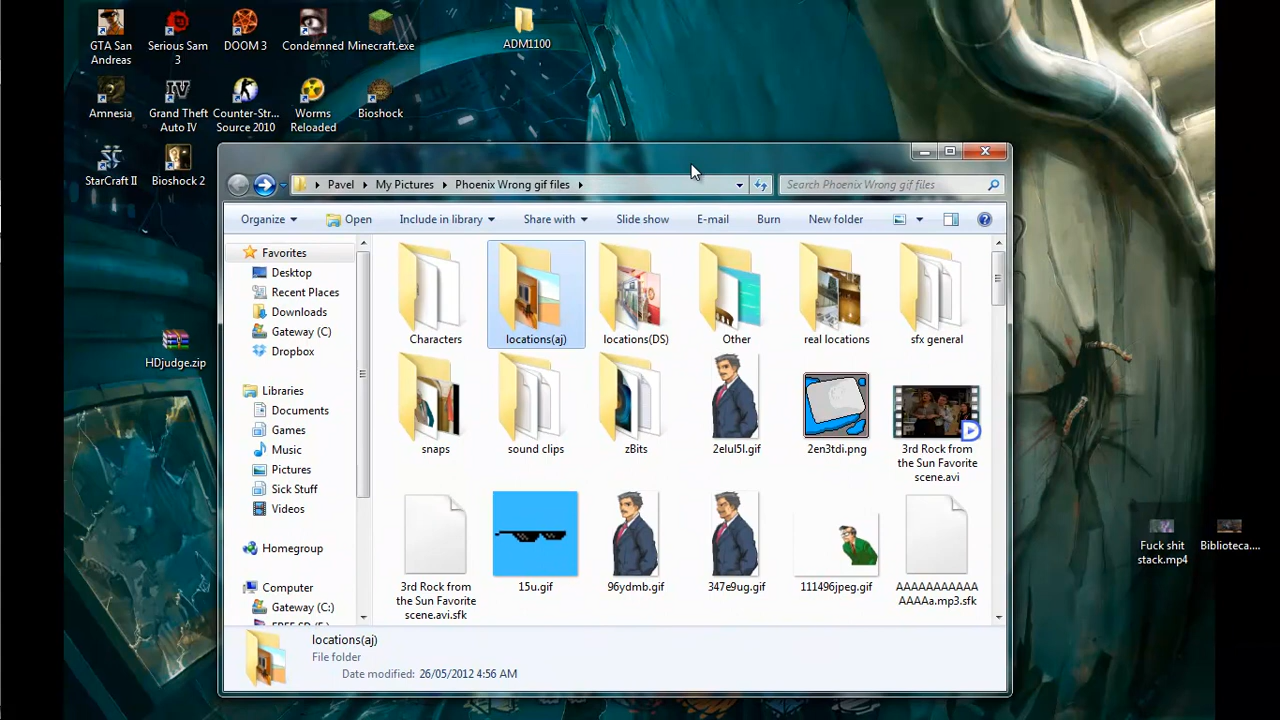 GTA San
Andreas
Serious Sam
3
DOOM 3
Condemned
Minecraft.exe
ADM1100
Amnesia
Grand Theft
Auto IV
Counter-Str...
Source 2010
Worms
Reloaded
Bioshock
StarCraft II
Bioshock 2
HDjudge.zip
Pavel
My Pictures
Phoenix Wrong gif files
Search Phoenix Wrong gif files
Organize
Open
Include in library
Share with
Slide show
E-mail
Burn
New folder
Favorites
Desktop
Recent Places
Downloads
Gateway (C)
Dropbox
Libraries
Documents
Games
Music
Pictures
Sick Stuff
Videos
Homegroup
Computer
Gateway (C:)
Characters
locations(aj)
locations(DS)
Other
real locations
sfx general
snaps
sound clips
zBits
2elul5l.gif
2en3tdi.png
3rd Rock from
the Sun Favorite
scene.avi
3rd Rock from
the Sun Favorite
scene.avi.sfk
15u.gif
96ydmb.gif
347e9ug.gif
111496jpeg.gif
AAAAAAAAAAA
AAAAa.mp3.sfk
locations(aj)
File folder
Date modified: 26/05/2012 4:56 AM
Fuck shit
stack.mp4
Biblioteca....